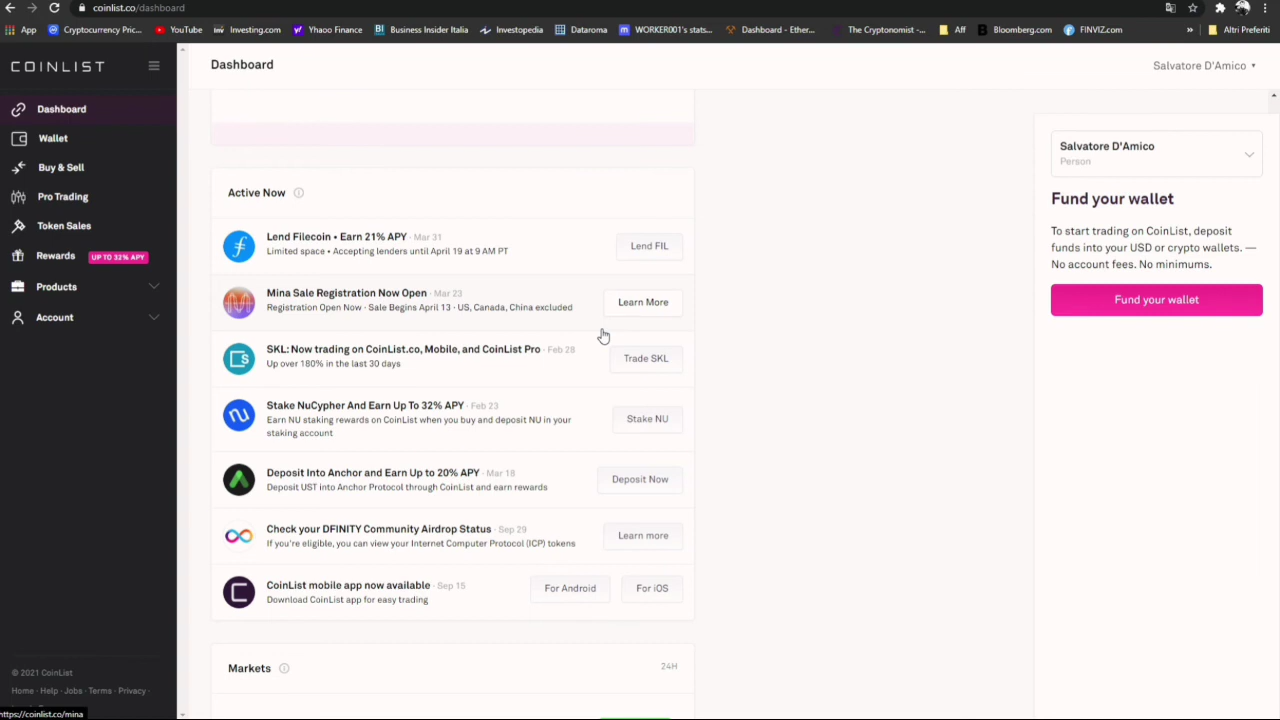 coinlist.co/dashboard
App
Cryptocurrency Pric...
YouTube
Investing.com
Yhaoo Finance
Business Insider Italia
Investopedia
Dataroma
WORKER001's stats...
Dashboard - Ether...
The Cryptonomist -...
Aff
Bloomberg.com
FINVIZ.com
»
Altri Preferiti
COINLIST
Dashboard
Salvatore D'Amico
Dashboard
Wallet
Buy & Sell
Pro Trading
Token Sales
Rewards UP TO 32% APY
Products
Account
Active Now
Lend Filecoin • Earn 21% APY · Mar 31
Limited space • Accepting lenders until April 19 at 9 AM PT
Lend FIL
Mina Sale Registration Now Open · Mar 23
Registration Open Now · Sale Begins April 13 · US, Canada, China excluded
Learn More
SKL: Now trading on CoinList.co, Mobile, and CoinList Pro · Feb 28
Up over 180% in the last 30 days
Trade SKL
Stake NuCypher And Earn Up To 32% APY · Feb 23
Earn NU staking rewards on CoinList when you buy and deposit NU in your
staking account
Stake NU
Deposit Into Anchor and Earn Up to 20% APY · Mar 18
Deposit UST into Anchor Protocol through CoinList and earn rewards
Deposit Now
Check your DFINITY Community Airdrop Status · Sep 29
If you're eligible, you can view your Internet Computer Protocol (ICP) tokens
Learn more
CoinList mobile app now available · Sep 15
Download CoinList app for easy trading
For Android
For iOS
Markets
24H
Salvatore D'Amico
Person
Fund your wallet
To start trading on CoinList, deposit
funds into your USD or crypto wallets. —
No account fees. No minimums.
Fund your wallet
© 2021 CoinList
Home · Help · Jobs · Terms · Privacy ·
https://coinlist.co/mina